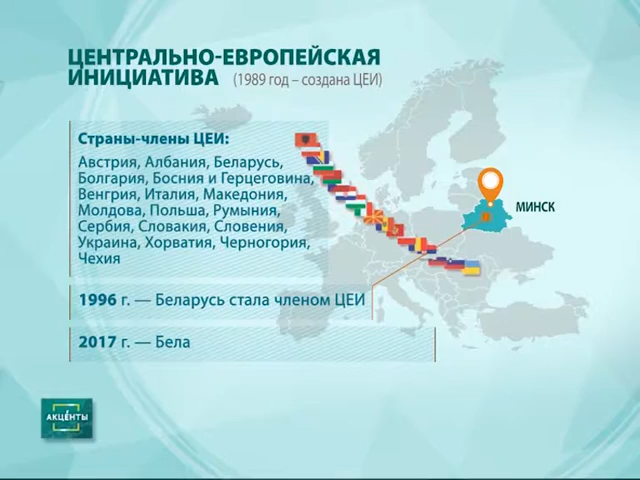 ЦЕНТРАЛЬНО-ЕВРОПЕЙСКАЯ
ИНИЦИАТИВА (1989 год – создана ЦЕИ)
Страны-члены ЦЕИ:
Австрия, Албания, Беларусь,
Болгария, Босния и Герцеговина,
Венгрия, Италия, Македония,
Молдова, Польша, Румыния,
Сербия, Словакия, Словения,
Украина, Хорватия, Черногория,
Чехия
МИНСК
1996 г. — Беларусь стала членом ЦЕИ
2017 г. — Бела
АКЦЕНТЫ